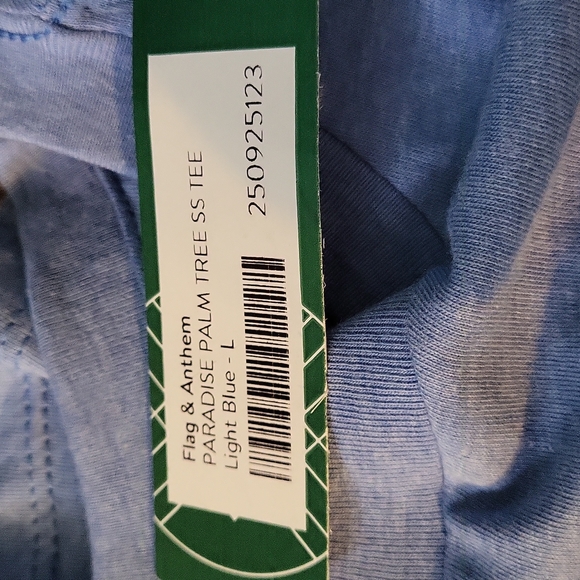 Flag & Anthem
PARADISE PALM TREE SS TEE
Light Blue - L
250925123